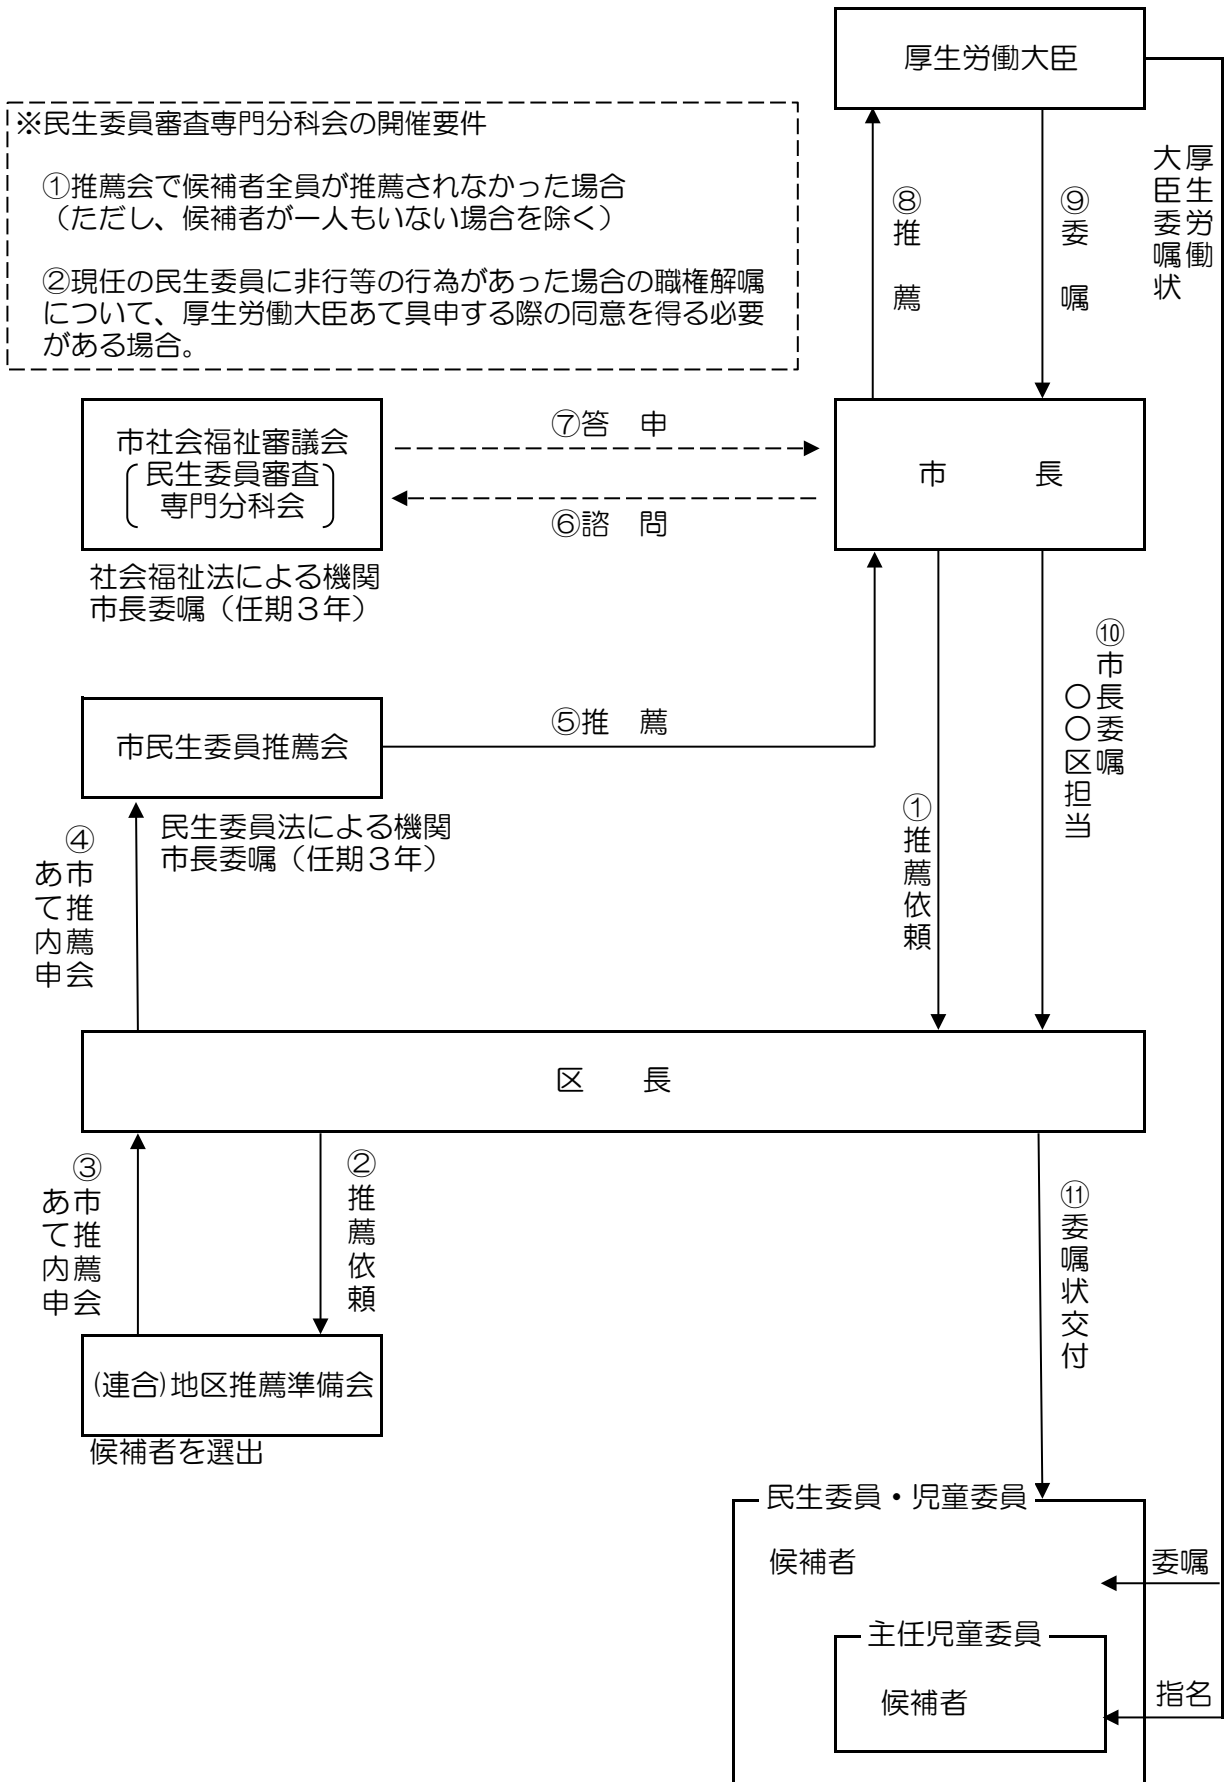 厚生労働大臣
※民生委員審査専門分科会の開催要件
①推薦会で候補者全員が推薦されなかった場合
（ただし、候補者が一人もいない場合を除く）
②現任の民生委員に非行等の行為があった場合の職権解嘱
について、厚生労働大臣あて具申する際の同意を得る必要
がある場合。
⑧推　薦
⑨委　嘱
厚生労働
大臣委嘱状
市社会福祉審議会
民生委員審査
専門分科会
⑦答　申
⑥諮　問
市　　　長
社会福祉法による機関
市長委嘱（任期３年）
市民生委員推薦会
⑤推　薦
民生委員法による機関
市長委嘱（任期３年）
④市推薦会
あて内申
①推薦依頼
⑩市長委嘱
〇〇区担当
区　　長
③市推薦会
あて内申
②推薦依頼
⑪委嘱状交付
(連合)地区推薦準備会
候補者を選出
民生委員・児童委員
候補者
委嘱
主任児童委員
候補者
指名